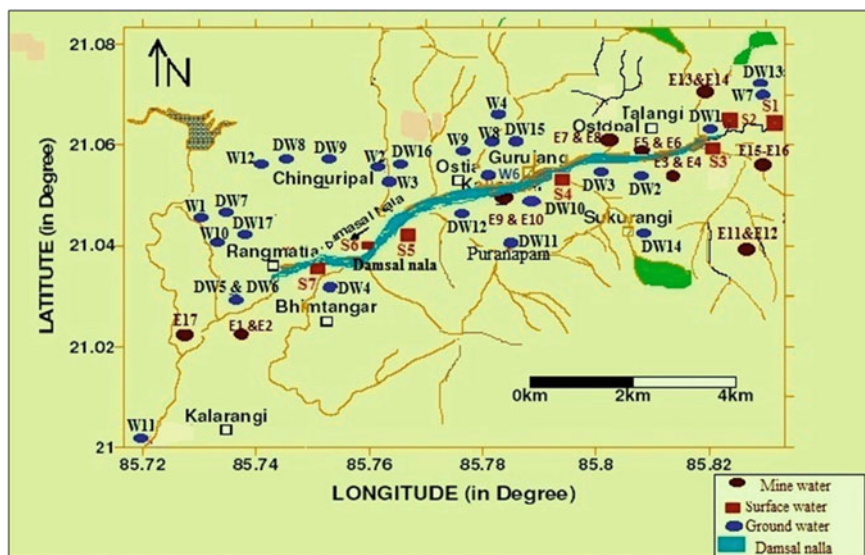 21.08
N
E13&E14
DW13
W7
S1
W4
Talangi
DW1
S2
21.06
DW15
W8
W9
Ostapal
E7 & E8
E5 & E6
S3
E15-E16
DW8
DW9
W12
W2
DW16
Gurujang
Ostia
W6
E3 & E4
Chinguripal
W3
S4
DW3
DW2
W1
DW7
DW17
W10
DW12
E9 & E10
DW10
Sukurangi
E11&E12
21.04
Damasal Nala
S6
S5
DW11
Puranapam
DW14
Rangmatia
Damsal nala
S7
DW5 & DW6
DW4
Bhimtangar
E17
E1 &E2
21.02
0km
2km
4km
Kalarangi
W11
21
85.72
85.74
85.76
85.78
85.8
85.82
LATITUTE (in Degree)
LONGITUDE (in Degree)
Mine water
Surface water
Ground water
Damsal nalla